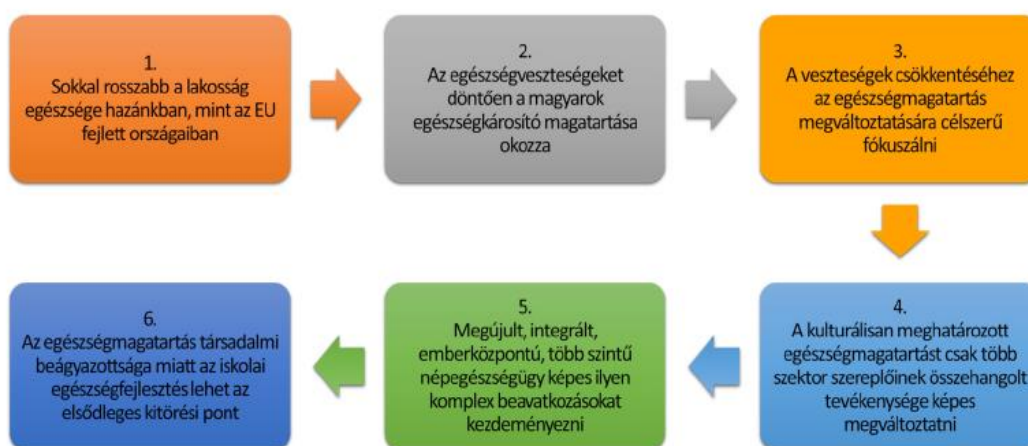 1.
Sokkal rosszabb a lakosság
egészsége hazánkban, mint az EU
fejlett országaiban
2.
Az egészségveszteségeket
döntően a magyarok
egészségkárosító magatartása
okozza
3.
A veszteségek csökkentéséhez
az egészségmagatartás
megváltoztatására célszerű
fókuszálni
4.
A kulturálisan meghatározott
egészségmagatartást csak több
szektor szereplőinek összehangolt
tevékenysége képes
megváltoztatni
5.
Megújult, integrált,
emberközpontú, több szintű
népegészségügy képes ilyen
komplex beavatkozásokat
kezdeményezni
6.
Az egészségmagatartás társadalmi
beágyazottsága miatt az iskolai
egészségfejlesztés lehet az
elsődleges kitörési pont